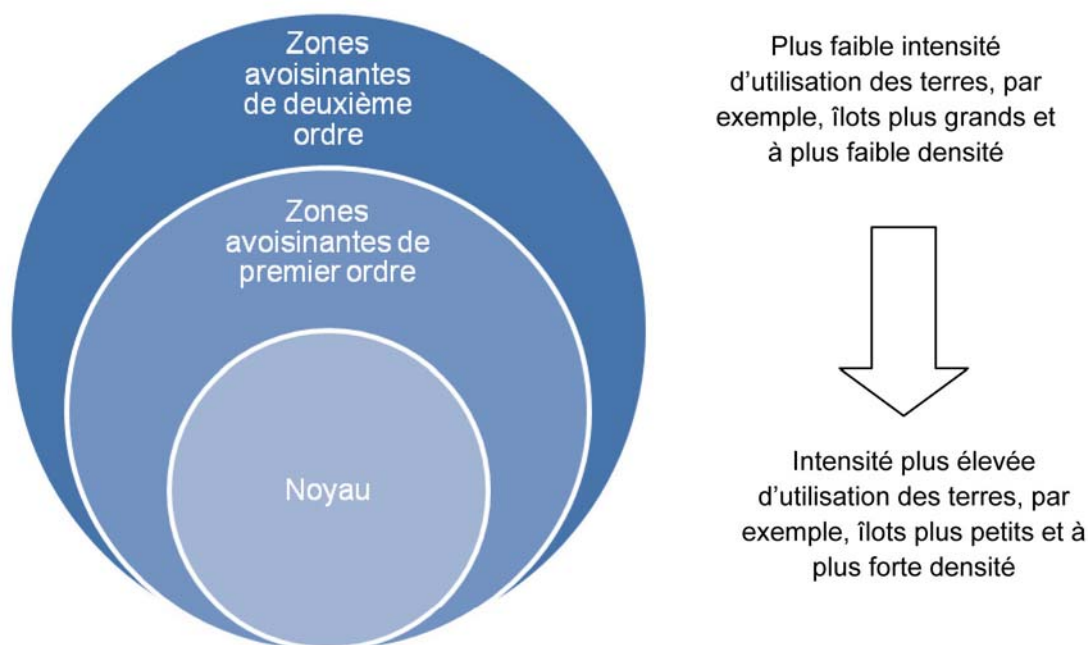 Zones
avoisinantes
de deuxième
ordre
Zones
avoisinantes de
premier ordre
Noyau
Plus faible intensité
d’utilisation des terres, par
exemple, îlots plus grands et
à plus faible densité
Intensité plus élevée
d’utilisation des terres, par
exemple, îlots plus petits et à
plus forte densité